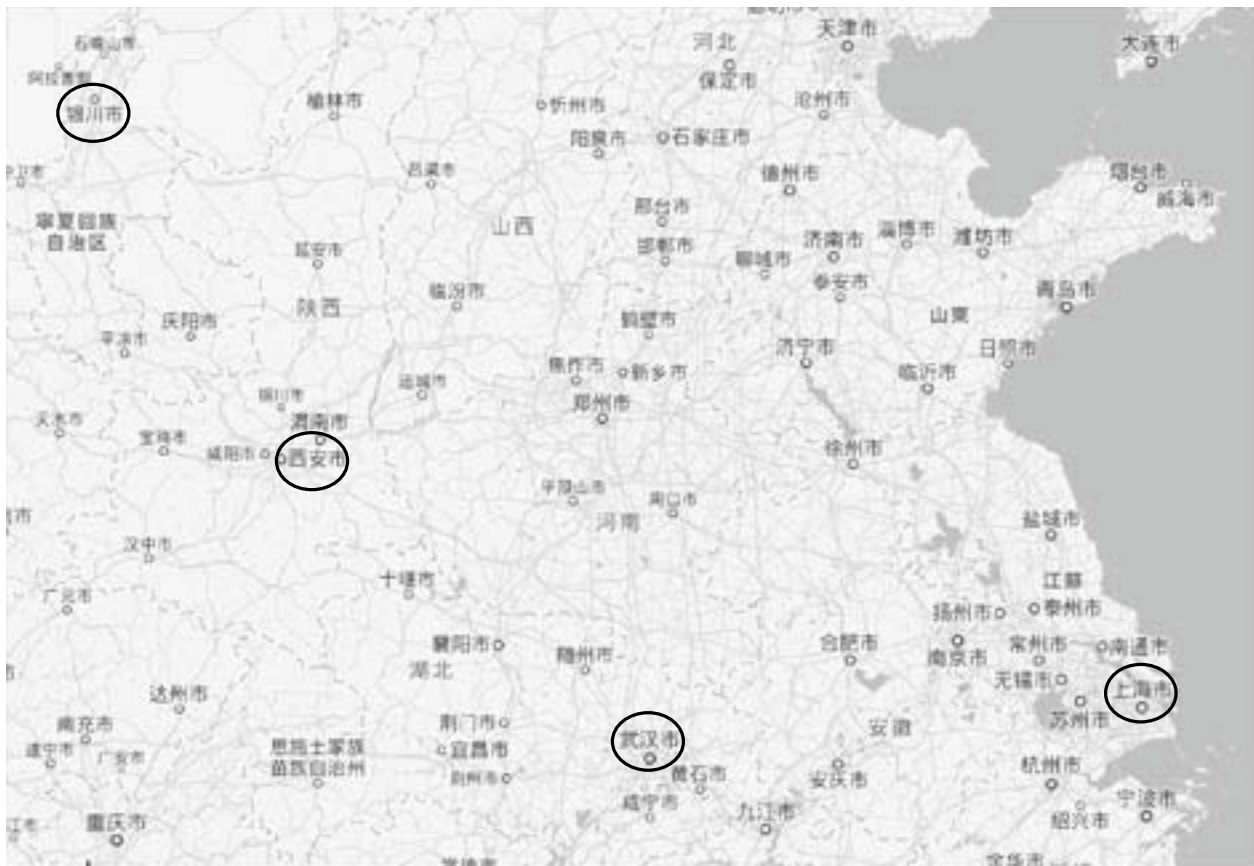 天津市
河北
大连市
石嘴山市
保定市
银川市
榆林市
忻州市
沧州市
阳泉市
石家庄市
吕梁市
德州市
烟台市
威海市
寧夏回族
自治区
邢台市
山西
邯郸市
聊城市
济南市
淄博市
潍坊市
延安市
泰安市
陕西
临汾市
青岛市
山東
庆阳市
鹤壁市
平凉市
济宁市
日照市
焦作市
新乡市
临沂市
运城市
铜川市
郑州市
渭南市
天水市
宝鸡市
咸阳市
西安市
徐州市
周口市
河南
盐城市
汉中市
十堰市
江蘇
广元市
扬州市
泰州市
襄阳市
随州市
合肥市
南京市
常州市
南通市
湖北
无锡市
上海市
达州市
苏州市
荆门市
武汉市
安徽
南充市
恩施土家族
苗族自治州
宜昌市
遂宁市
广安市
荆州市
黄石市
安庆市
杭州市
咸宁市
九江市
宁波市
绍兴市
重庆市